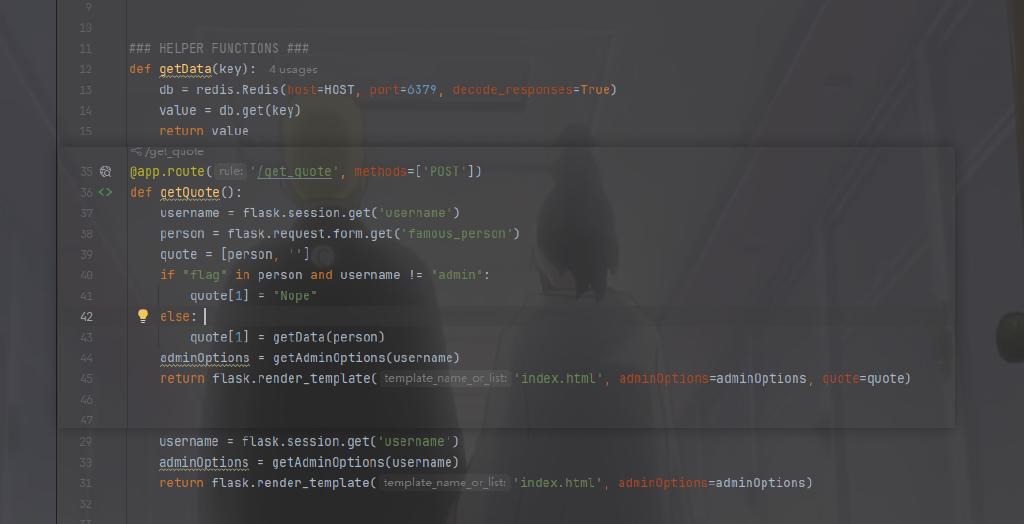 9
10
11 ### HELPER FUNCTIONS ###
12 def getData(key): 4 usages
13 db = redis.Redis(host=HOST, port=6379, decode_responses=True)
14 value = db.get(key)
15 return value
/get_quote
35 @app.route( rule: '/get_quote', methods=['POST'])
36 <> def getQuote():
37 username = flask.session.get('username')
38 person = flask.request.form.get('famous_person')
39 quote = [person, '']
40 if "flag" in person and username != "admin":
41 quote[1] = "Nope"
42 else:
43 quote[1] = getData(person)
44 adminOptions = getAdminOptions(username)
45 return flask.render_template( template_name_or_list: 'index.html', adminOptions=adminOptions, quote=quote)
46
47
29 username = flask.session.get('username')
30 adminOptions = getAdminOptions(username)
31 return flask.render_template( template_name_or_list: 'index.html', adminOptions=adminOptions)
32
33